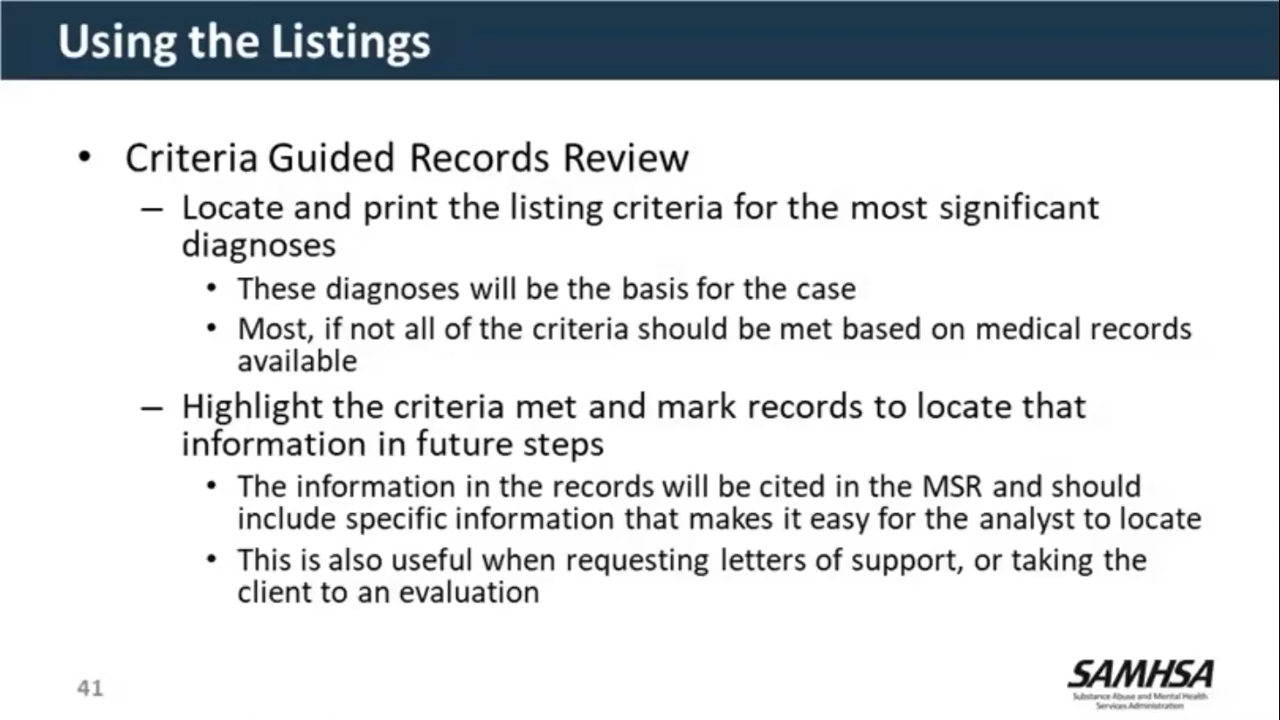 Using the Listings
• Criteria Guided Records Review
– Locate and print the listing criteria for the most significant
diagnoses
• These diagnoses will be the basis for the case
• Most, if not all of the criteria should be met based on medical records
available
– Highlight the criteria met and mark records to locate that
information in future steps
• The information in the records will be cited in the MSR and should
include specific information that makes it easy for the analyst to locate
• This is also useful when requesting letters of support, or taking the
client to an evaluation
41
SAMHSA
Substance Abuse and Mental Health
Services Administration